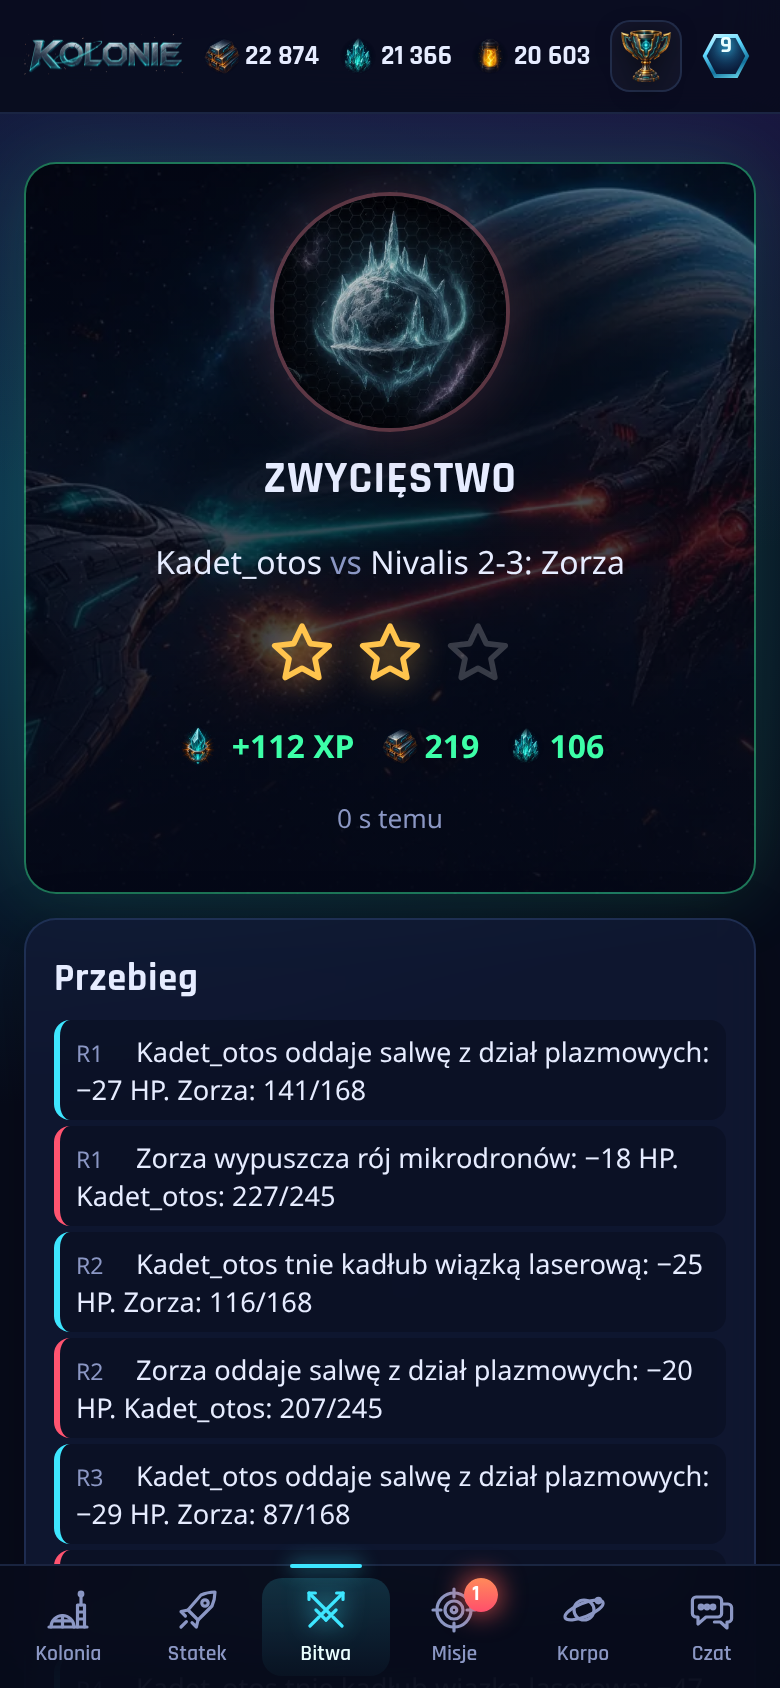 KOLONIE 22 874 21 366 20 603 9
ZWYCIĘSTWO
Kadet_otos vs Nivalis 2-3: Zorza
+112 XP 219 106
0 s temu
Przebieg
R1 Kadet_otos oddaje salwę z dział plazmowych:
−27 HP. Zorza: 141/168
R1 Zorza wypuszcza rój mikrodronów: −18 HP.
Kadet_otos: 227/245
R2 Kadet_otos tnie kadłub wiązką laserową: −25
HP. Zorza: 116/168
R2 Zorza oddaje salwę z dział plazmowych: −20
HP. Kadet_otos: 207/245
R3 Kadet_otos oddaje salwę z dział plazmowych:
−29 HP. Zorza: 87/168
1
Kolonia Statek Bitwa Misje Korpo Czat